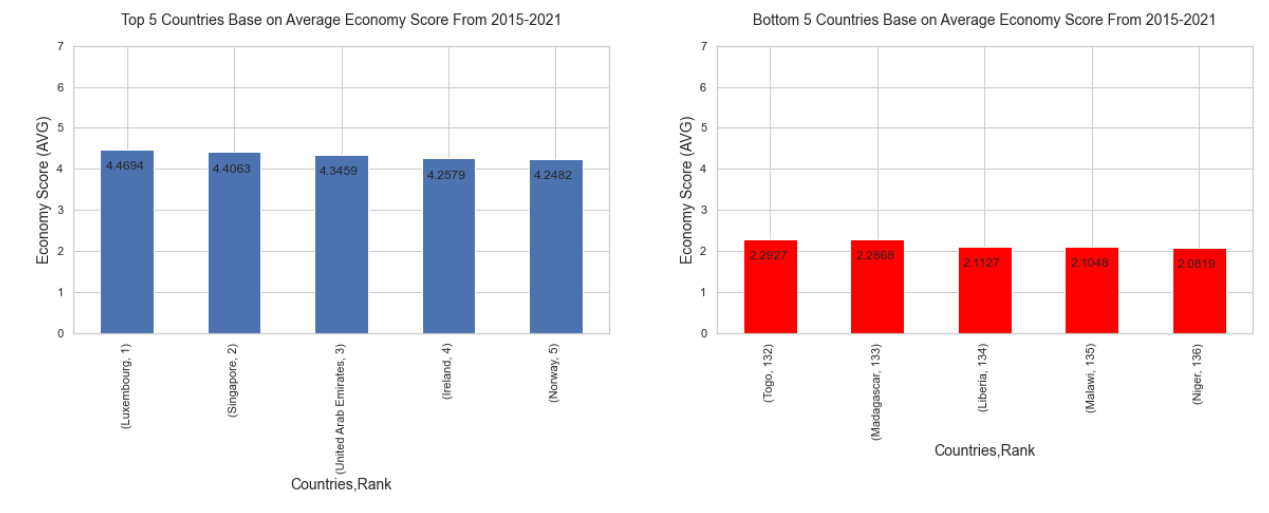 Top 5 Countries Base on Average Economy Score From 2015-2021
Economy Score (AVG)
7
6
5
4
3
2
1
0
4.4694
4.4063
4.3459
4.2579
4.2482
(Luxembourg, 1)
(Singapore, 2)
(United Arab Emirates, 3)
(Ireland, 4)
(Norway, 5)
Countries,Rank
Bottom 5 Countries Base on Average Economy Score From 2015-2021
Economy Score (AVG)
7
6
5
4
3
2
1
0
2.2927
2.2868
2.1127
2.1048
2.0819
(Togo, 132)
(Madagascar, 133)
(Liberia, 134)
(Malawi, 135)
(Niger, 136)
Countries,Rank